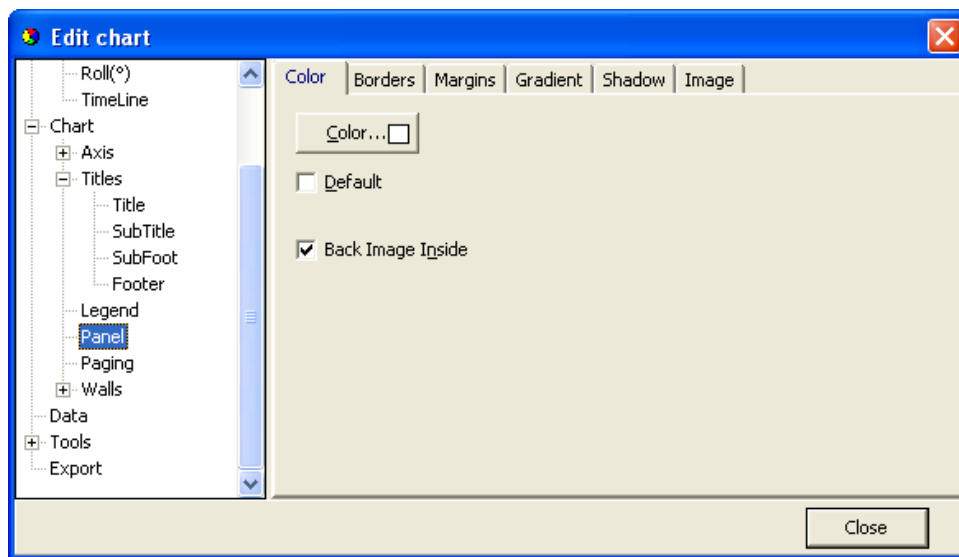 Edit chart
Roll(°)
TimeLine
Chart
Axis
Titles
Title
SubTitle
SubFoot
Footer
Legend
Panel
Paging
Walls
Data
Tools
Export
Color Borders Margins Gradient Shadow Image
Color...
Default
Back Image Inside
Close